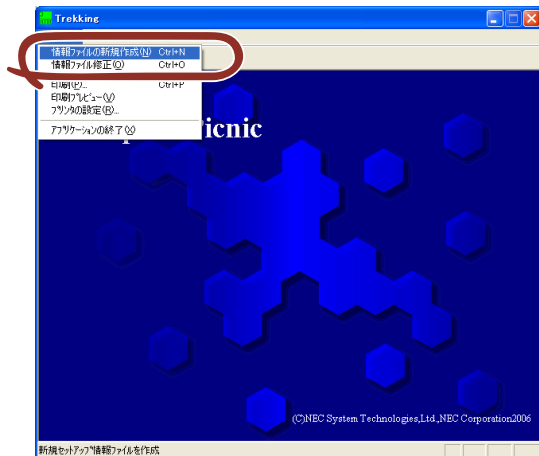 Trekking
情報ファイルの新規作成(N) Ctrl+N
情報ファイル修正(O) Ctrl+O
印刷(P)... Ctrl+P
印刷プレビュー(V)
プリンタの設定(R)...
アプリケーションの終了(X)
Picnic
(C)NEC System Technologies,Ltd.,NEC Corporation2006
新規セットアップ情報ファイルを作成